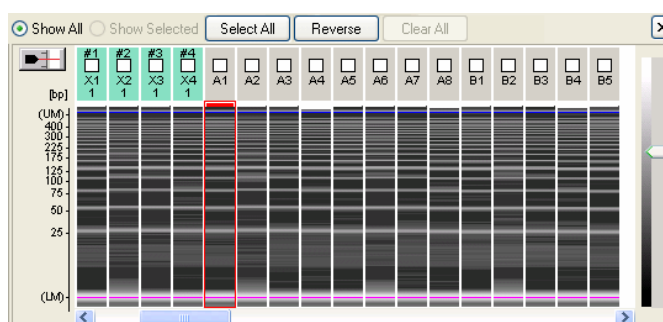 Show All Show Selected Select All Reverse Clear All
#1 #2 #3 #4
X1 X2 X3 X4 A1 A2 A3 A4 A5 A6 A7 A8 B1 B2 B3 B4 B5
1 1 1 1
[bp]
(UM)
400
300
225
175
125
100
75
50
25
(LM)